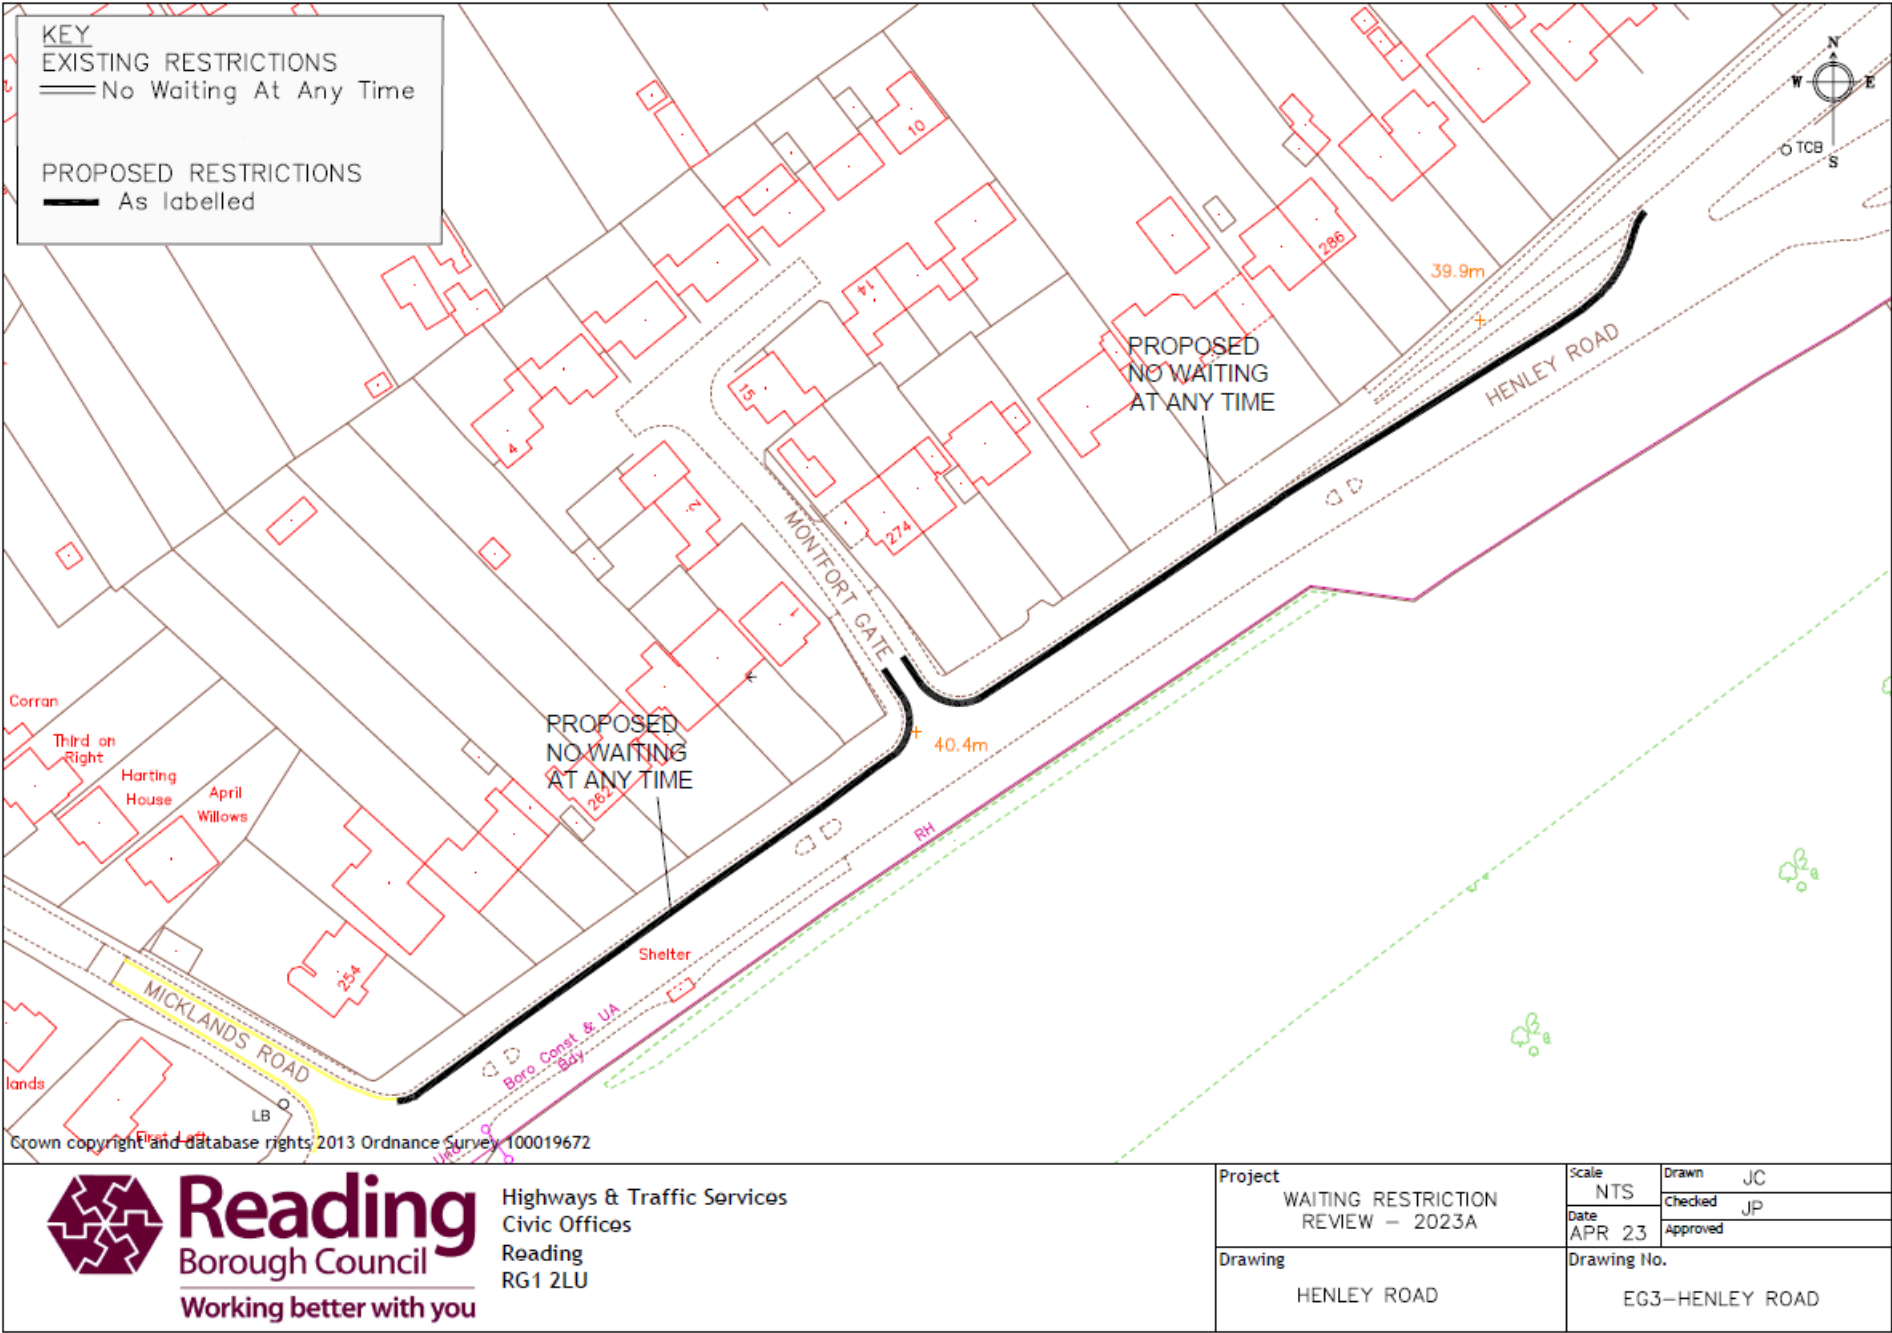 KEY
EXISTING RESTRICTIONS
No Waiting At Any Time
PROPOSED RESTRICTIONS
As labelled
N
W E
S
TCB
10
286
39.9m
14
PROPOSED
NO WAITING
AT ANY TIME
HENLEY ROAD
15
4
2
274
MONTFORT GATE
1
Corran
Third on
Right
Harting
House
April
Willows
PROPOSED
NO WAITING
AT ANY TIME
262
40.4m
RH
254
Shelter
MICKLANDS ROAD
Boro Const & UA
Bdy
lands
LB
First Left
Und
Crown copyright and database rights 2013 Ordnance Survey 100019672
Reading
Borough Council
Working better with you
Highways & Traffic Services
Civic Offices
Reading
RG1 2LU
Project
WAITING RESTRICTION
REVIEW - 2023A
Drawing
HENLEY ROAD
Scale
NTS
Date
APR 23
Drawn JC
Checked JP
Approved
Drawing No.
EG3-HENLEY ROAD